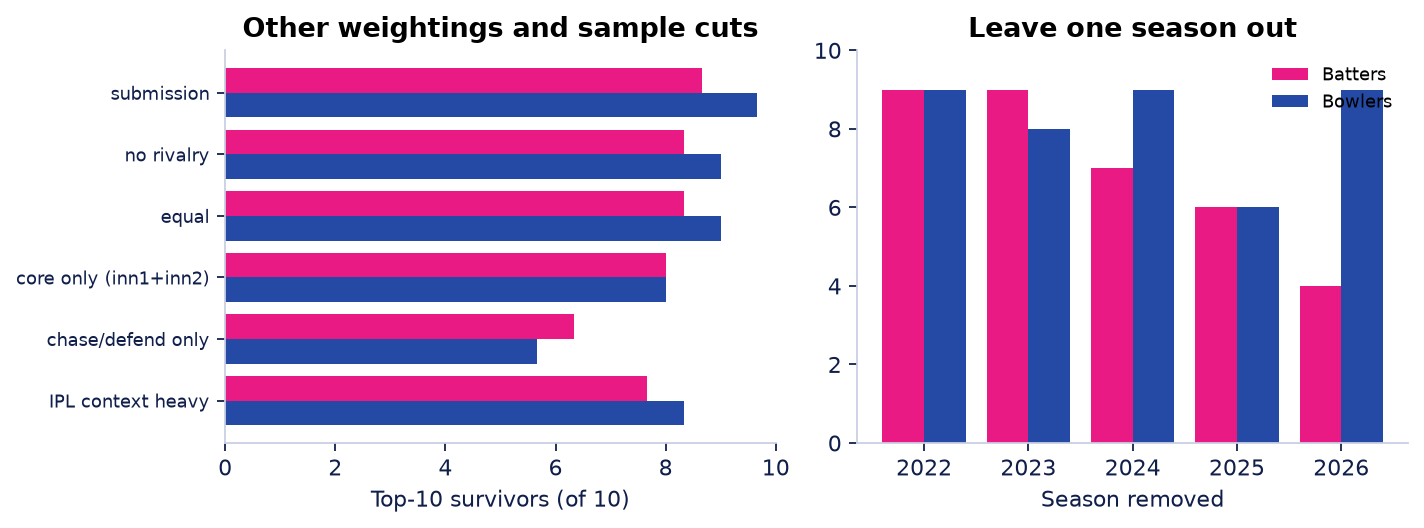 Other weightings and sample cuts
submission
no rivalry
equal
core only (inn1+inn2)
chase/defend only
IPL context heavy
0 2 4 6 8 10
Top-10 survivors (of 10)
Leave one season out
Batters
Bowlers
10
8
6
4
2
0
2022 2023 2024 2025 2026
Season removed